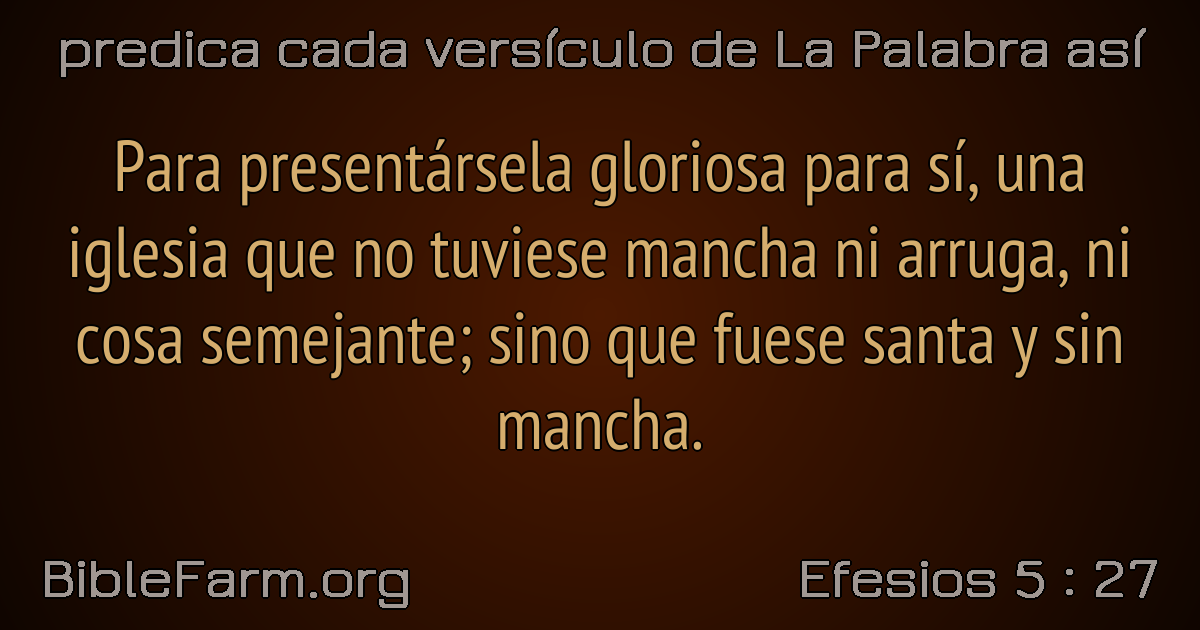 predica cada versículo de La Palabra así
Para presentársela gloriosa para sí, una
iglesia que no tuviese mancha ni arruga, ni
cosa semejante; sino que fuese santa y sin
mancha.
BibleFarm.org
Efesios 5 : 27